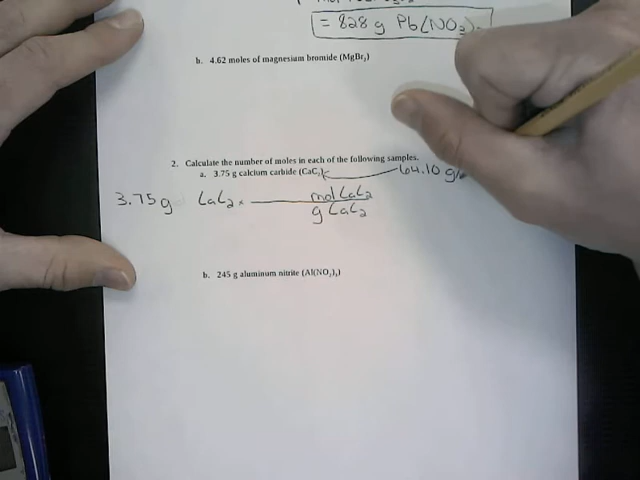 = 828 g Pb(NO3)
b. 4.62 moles of magnesium bromide (MgBr2)
2. Calculate the number of moles in each of the following samples.
a. 3.75 g calcium carbide (CaC2) 64.10 g/
3.75 g CaC2 × mol CaC2
g CaC2
b. 245 g aluminum nitrite (Al(NO2)3)